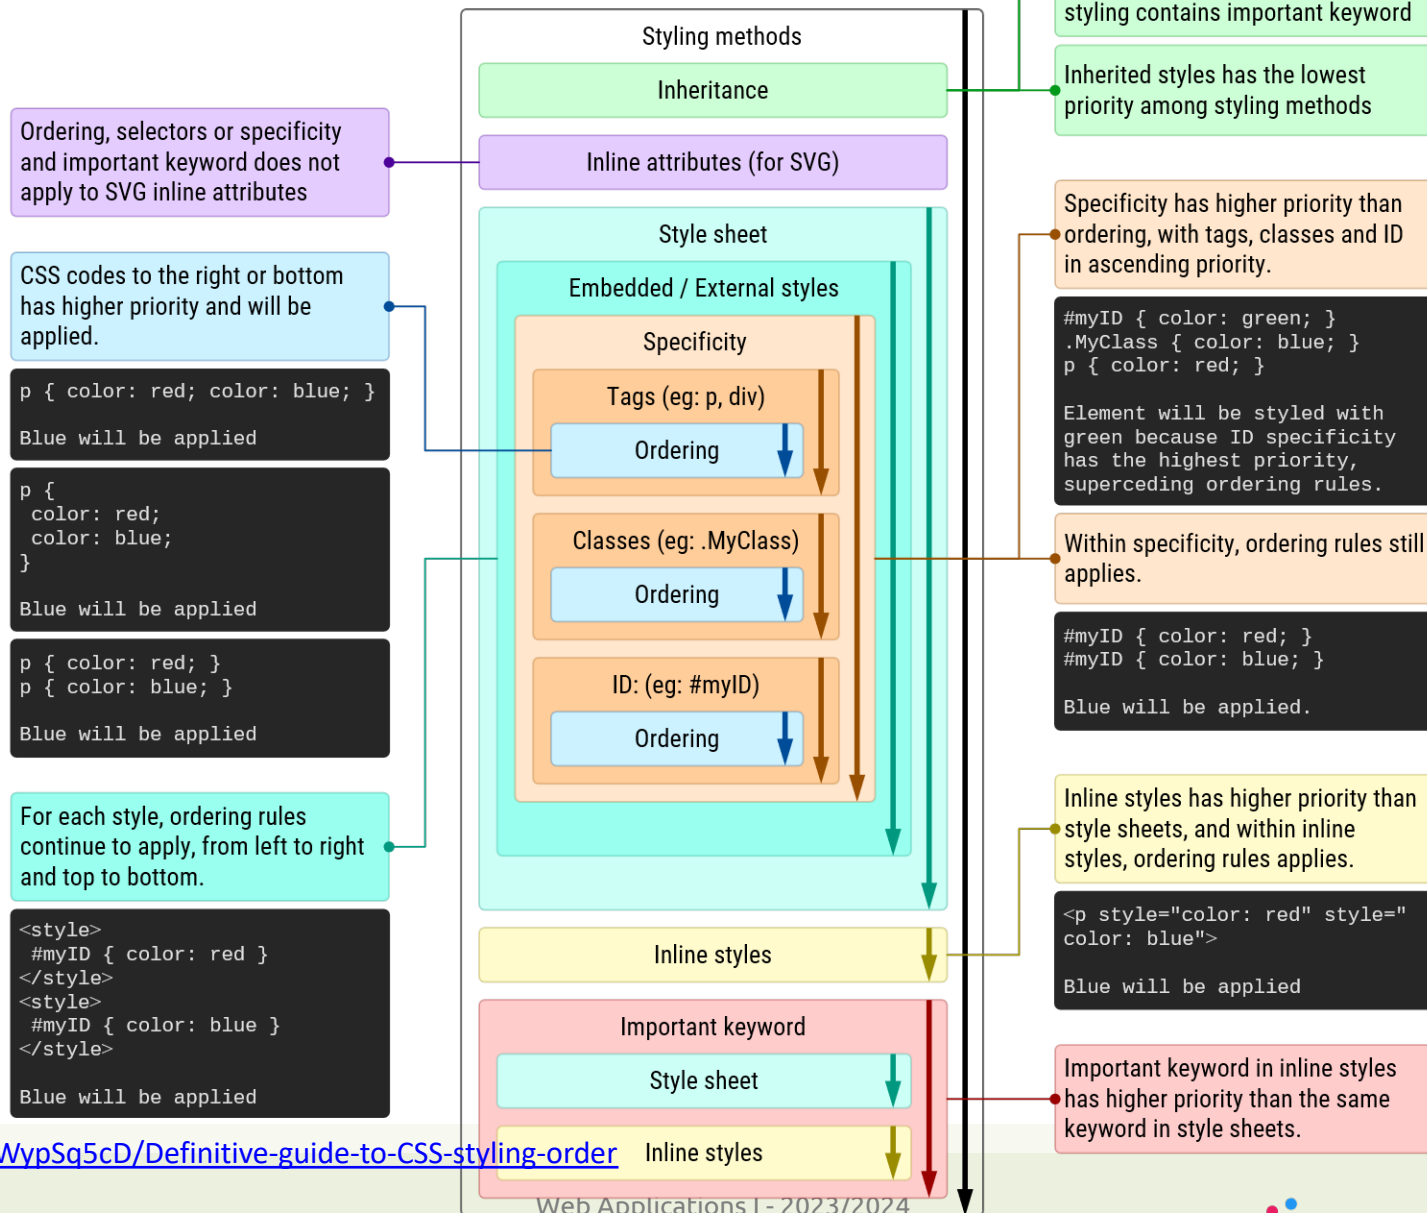 styling contains important keyword
Styling methods
Inheritance
Inherited styles has the lowest
priority among styling methods
Ordering, selectors or specificity
and important keyword does not
apply to SVG inline attributes
Inline attributes (for SVG)
Style sheet
Embedded / External styles
Specificity
Tags (eg: p, div)
Ordering
Classes (eg: .MyClass)
Ordering
ID: (eg: #myID)
Ordering
CSS codes to the right or bottom
has higher priority and will be
applied.
p { color: red; color: blue; }
Blue will be applied
p {
color: red;
color: blue;
}
Blue will be applied
p { color: red; }
p { color: blue; }
Blue will be applied
For each style, ordering rules
continue to apply, from left to right
and top to bottom.
<style>
#myID { color: red }
</style>
<style>
#myID { color: blue }
</style>
Blue will be applied
Specificity has higher priority than
ordering, with tags, classes and ID
in ascending priority.
#myID { color: green; }
.MyClass { color: blue; }
p { color: red; }
Element will be styled with
green because ID specificity
has the highest priority,
superceding ordering rules.
Within specificity, ordering rules still
applies.
#myID { color: red; }
#myID { color: blue; }
Blue will be applied.
Inline styles
Inline styles has higher priority than
style sheets, and within inline
styles, ordering rules applies.
<p style="color: red" style="
color: blue">
Blue will be applied
Important keyword
Style sheet
Inline styles
Important keyword in inline styles
has higher priority than the same
keyword in style sheets.
WypSq5cD/Definitive-guide-to-CSS-styling-order
Web Applications I - 2023/2024